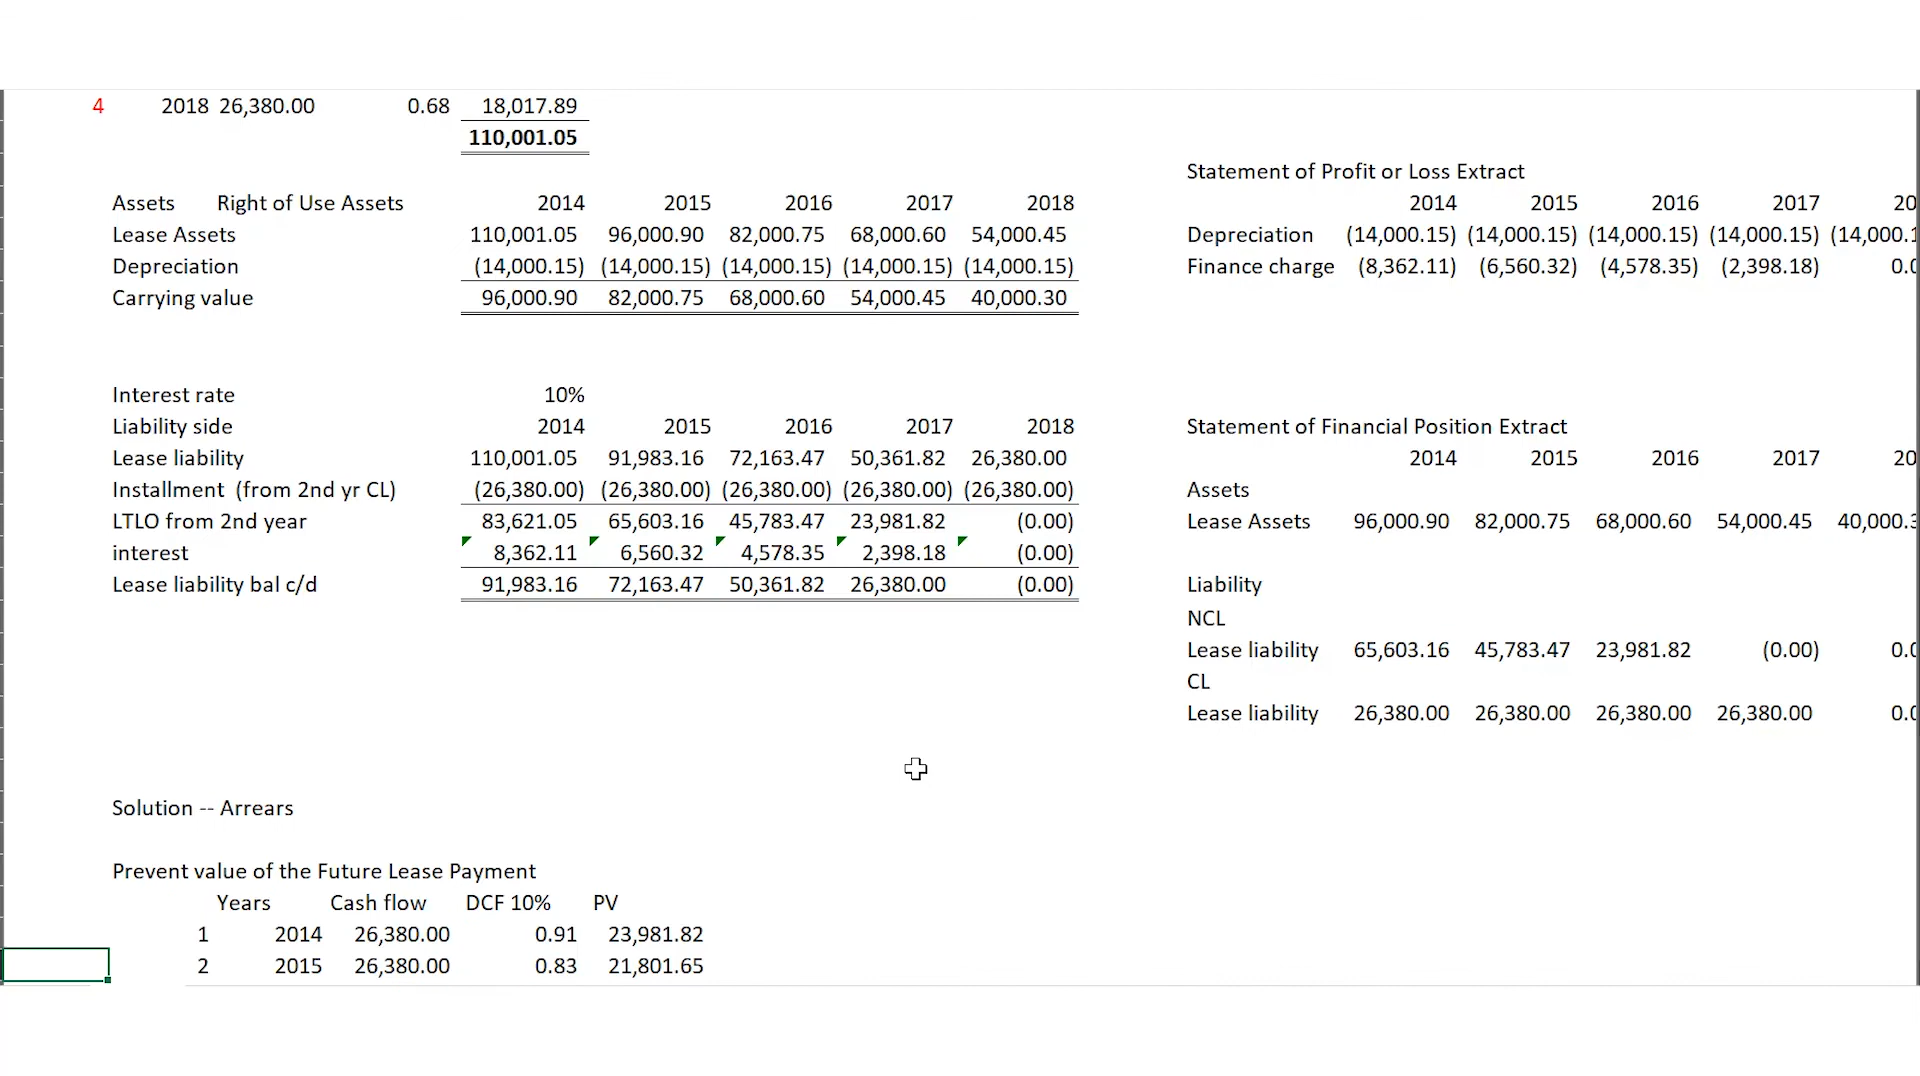 4 2018 26,380.00 0.68 18,017.89
110,001.05
Assets Right of Use Assets 2014 2015 2016 2017 2018
Lease Assets 110,001.05 96,000.90 82,000.75 68,000.60 54,000.45
Depreciation (14,000.15) (14,000.15) (14,000.15) (14,000.15) (14,000.15)
Carrying value 96,000.90 82,000.75 68,000.60 54,000.45 40,000.30
Interest rate 10%
Liability side 2014 2015 2016 2017 2018
Lease liability 110,001.05 91,983.16 72,163.47 50,361.82 26,380.00
Installment (from 2nd yr CL) (26,380.00) (26,380.00) (26,380.00) (26,380.00) (26,380.00)
LTLO from 2nd year 83,621.05 65,603.16 45,783.47 23,981.82 (0.00)
interest 8,362.11 6,560.32 4,578.35 2,398.18 (0.00)
Lease liability bal c/d 91,983.16 72,163.47 50,361.82 26,380.00 (0.00)
Statement of Profit or Loss Extract
2014 2015 2016 2017 20
Depreciation (14,000.15) (14,000.15) (14,000.15) (14,000.15) (14,000.1
Finance charge (8,362.11) (6,560.32) (4,578.35) (2,398.18) 0.0
Statement of Financial Position Extract
2014 2015 2016 2017 20
Assets
Lease Assets 96,000.90 82,000.75 68,000.60 54,000.45 40,000.3
Liability
NCL
Lease liability 65,603.16 45,783.47 23,981.82 (0.00) 0.0
CL
Lease liability 26,380.00 26,380.00 26,380.00 26,380.00 0.0
Solution -- Arrears
Prevent value of the Future Lease Payment
Years Cash flow DCF 10% PV
1 2014 26,380.00 0.91 23,981.82
2 2015 26,380.00 0.83 21,801.65